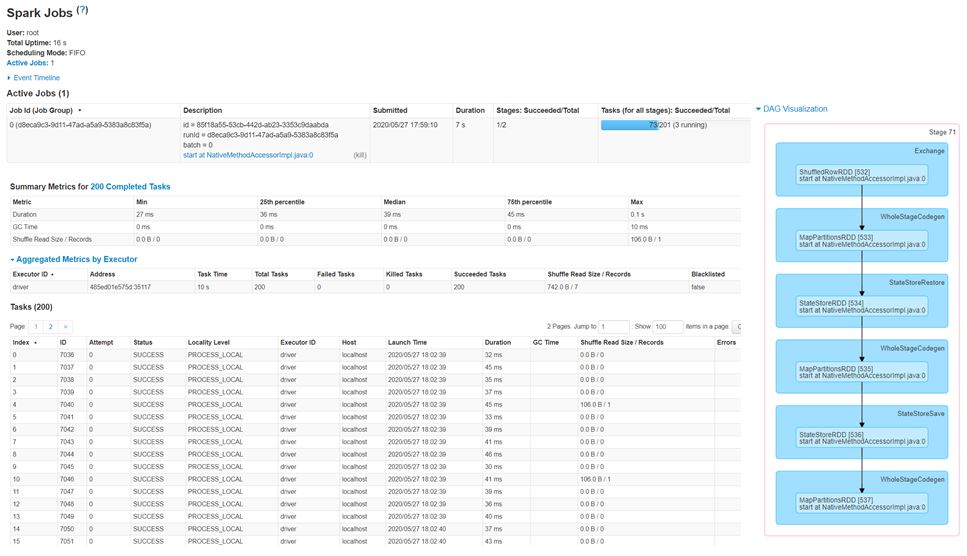 Spark Jobs (?)
User: root
Total Uptime: 16 s
Scheduling Mode: FIFO
Active Jobs: 1
Event Timeline
Active Jobs (1)
Job Id (Job Group) Description Submitted Duration Stages: Succeeded/Total Tasks (for all stages): Succeeded/Total
0 (d8eca9c3-9d11-47ad-a5a9-5383a8c83f5a) id = 85f18a55-53cb-442d-ab23-3353c9daabda 2020/05/27 17:59:10 7 s 1/2 73/201 (3 running)
runId = d8eca9c3-9d11-47ad-a5a9-5383a8c83f5a
batch = 0
start at NativeMethodAccessorImpl.java:0 (kill)
Summary Metrics for 200 Completed Tasks
Metric Min 25th percentile Median 75th percentile Max
Duration 27 ms 36 ms 39 ms 45 ms 0.1 s
GC Time 0 ms 0 ms 0 ms 0 ms 10 ms
Shuffle Read Size / Records 0.0 B / 0 0.0 B / 0 0.0 B / 0 0.0 B / 0 106.0 B / 1
Aggregated Metrics by Executor
Executor ID Address Task Time Total Tasks Failed Tasks Killed Tasks Succeeded Tasks Shuffle Read Size / Records Blacklisted
driver 485ed01e575d:35117 10 s 200 0 0 200 742.0 B / 7 false
Tasks (200)
Page: 1 2 > 2 Pages. Jump to 1 . Show 100 items in a page.
Index ID Attempt Status Locality Level Executor ID Host Launch Time Duration GC Time Shuffle Read Size / Records Errors
0 7036 0 SUCCESS PROCESS_LOCAL driver localhost 2020/05/27 18:02:39 32 ms 0.0 B / 0
1 7037 0 SUCCESS PROCESS_LOCAL driver localhost 2020/05/27 18:02:39 45 ms 0.0 B / 0
2 7038 0 SUCCESS PROCESS_LOCAL driver localhost 2020/05/27 18:02:39 35 ms 0.0 B / 0
3 7039 0 SUCCESS PROCESS_LOCAL driver localhost 2020/05/27 18:02:39 37 ms 0.0 B / 0
4 7040 0 SUCCESS PROCESS_LOCAL driver localhost 2020/05/27 18:02:39 45 ms 106.0 B / 1
5 7041 0 SUCCESS PROCESS_LOCAL driver localhost 2020/05/27 18:02:39 33 ms 0.0 B / 0
6 7042 0 SUCCESS PROCESS_LOCAL driver localhost 2020/05/27 18:02:39 39 ms 0.0 B / 0
7 7043 0 SUCCESS PROCESS_LOCAL driver localhost 2020/05/27 18:02:39 41 ms 0.0 B / 0
8 7044 0 SUCCESS PROCESS_LOCAL driver localhost 2020/05/27 18:02:39 46 ms 0.0 B / 0
9 7045 0 SUCCESS PROCESS_LOCAL driver localhost 2020/05/27 18:02:39 30 ms 0.0 B / 0
10 7046 0 SUCCESS PROCESS_LOCAL driver localhost 2020/05/27 18:02:39 41 ms 106.0 B / 1
11 7047 0 SUCCESS PROCESS_LOCAL driver localhost 2020/05/27 18:02:39 39 ms 0.0 B / 0
12 7048 0 SUCCESS PROCESS_LOCAL driver localhost 2020/05/27 18:02:39 36 ms 0.0 B / 0
13 7049 0 SUCCESS PROCESS_LOCAL driver localhost 2020/05/27 18:02:39 40 ms 0.0 B / 0
14 7050 0 SUCCESS PROCESS_LOCAL driver localhost 2020/05/27 18:02:40 37 ms 0.0 B / 0
15 7051 0 SUCCESS PROCESS_LOCAL driver localhost 2020/05/27 18:02:40 43 ms 0.0 B / 0
DAG Visualization
Stage 71
Exchange
ShuffledRowRDD [532]
start at NativeMethodAccessorImpl.java:0
WholeStageCodegen
MapPartitionsRDD [533]
start at NativeMethodAccessorImpl.java:0
StateStoreRestore
StateStoreRDD [534]
start at NativeMethodAccessorImpl.java:0
WholeStageCodegen
MapPartitionsRDD [535]
start at NativeMethodAccessorImpl.java:0
StateStoreSave
StateStoreRDD [536]
start at NativeMethodAccessorImpl.java:0
WholeStageCodegen
MapPartitionsRDD [537]
start at NativeMethodAccessorImpl.java:0